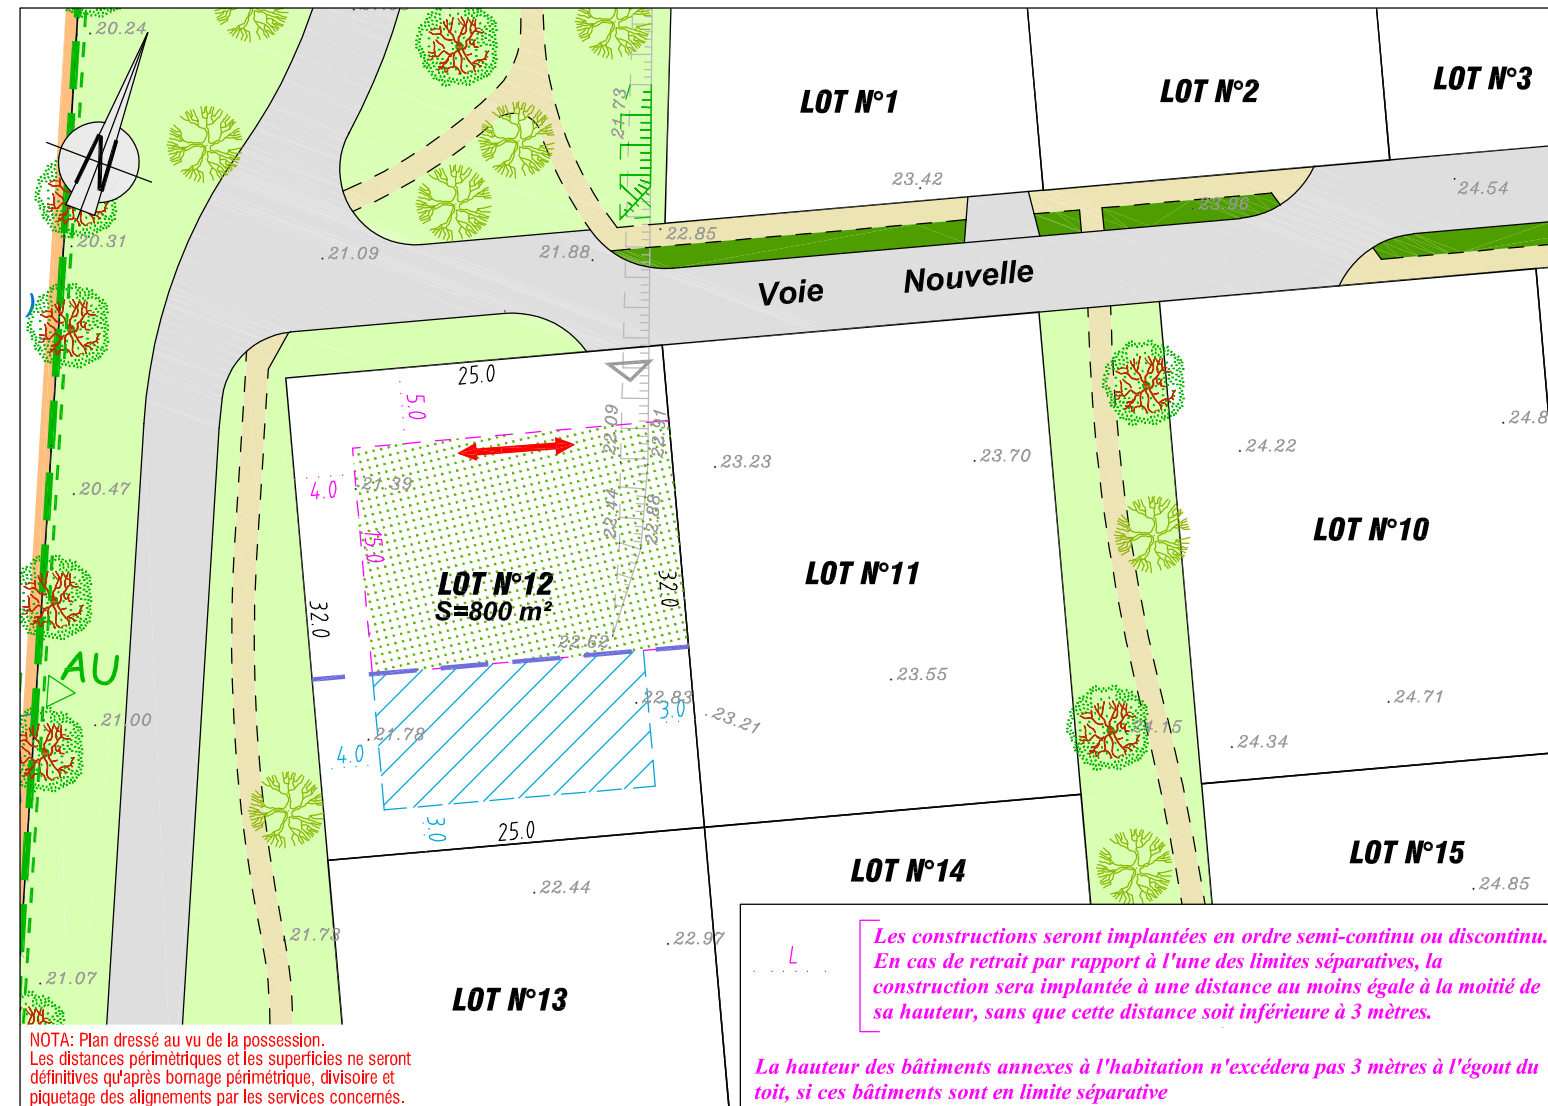 20.24
21.73
LOT N°1
LOT N°2
LOT N°3
N
23.42
24.54
23.96
20.31
21.09
21.88
22.85
Voie Nouvelle
25.0
5.0
22.09
22.91
24.8
24.22
23.23
23.70
4.0
21.39
20.47
22.44
22.88
15.0
LOT N°10
LOT N°12
S=800 m²
LOT N°11
32.0
32.0
22.62
AU
23.55
22.83
3.0
23.21
24.71
21.00
21.78
24.15
24.34
4.0
3.0
25.0
LOT N°14
LOT N°15
22.44
24.85
21.73
22.97
21.07
LOT N°13
L
Les constructions seront implantées en ordre semi-continu ou discontinu.
En cas de retrait par rapport à l'une des limites séparatives, la
construction sera implantée à une distance au moins égale à la moitié de
sa hauteur, sans que cette distance soit inférieure à 3 mètres.
NOTA: Plan dressé au vu de la possession.
Les distances périmètriques et les superficies ne seront
définitives qu'après bornage périmétrique, divisoire et
piquetage des alignements par les services concernés.
La hauteur des bâtiments annexes à l'habitation n'excédera pas 3 mètres à l'égout du
toit, si ces bâtiments sont en limite séparative